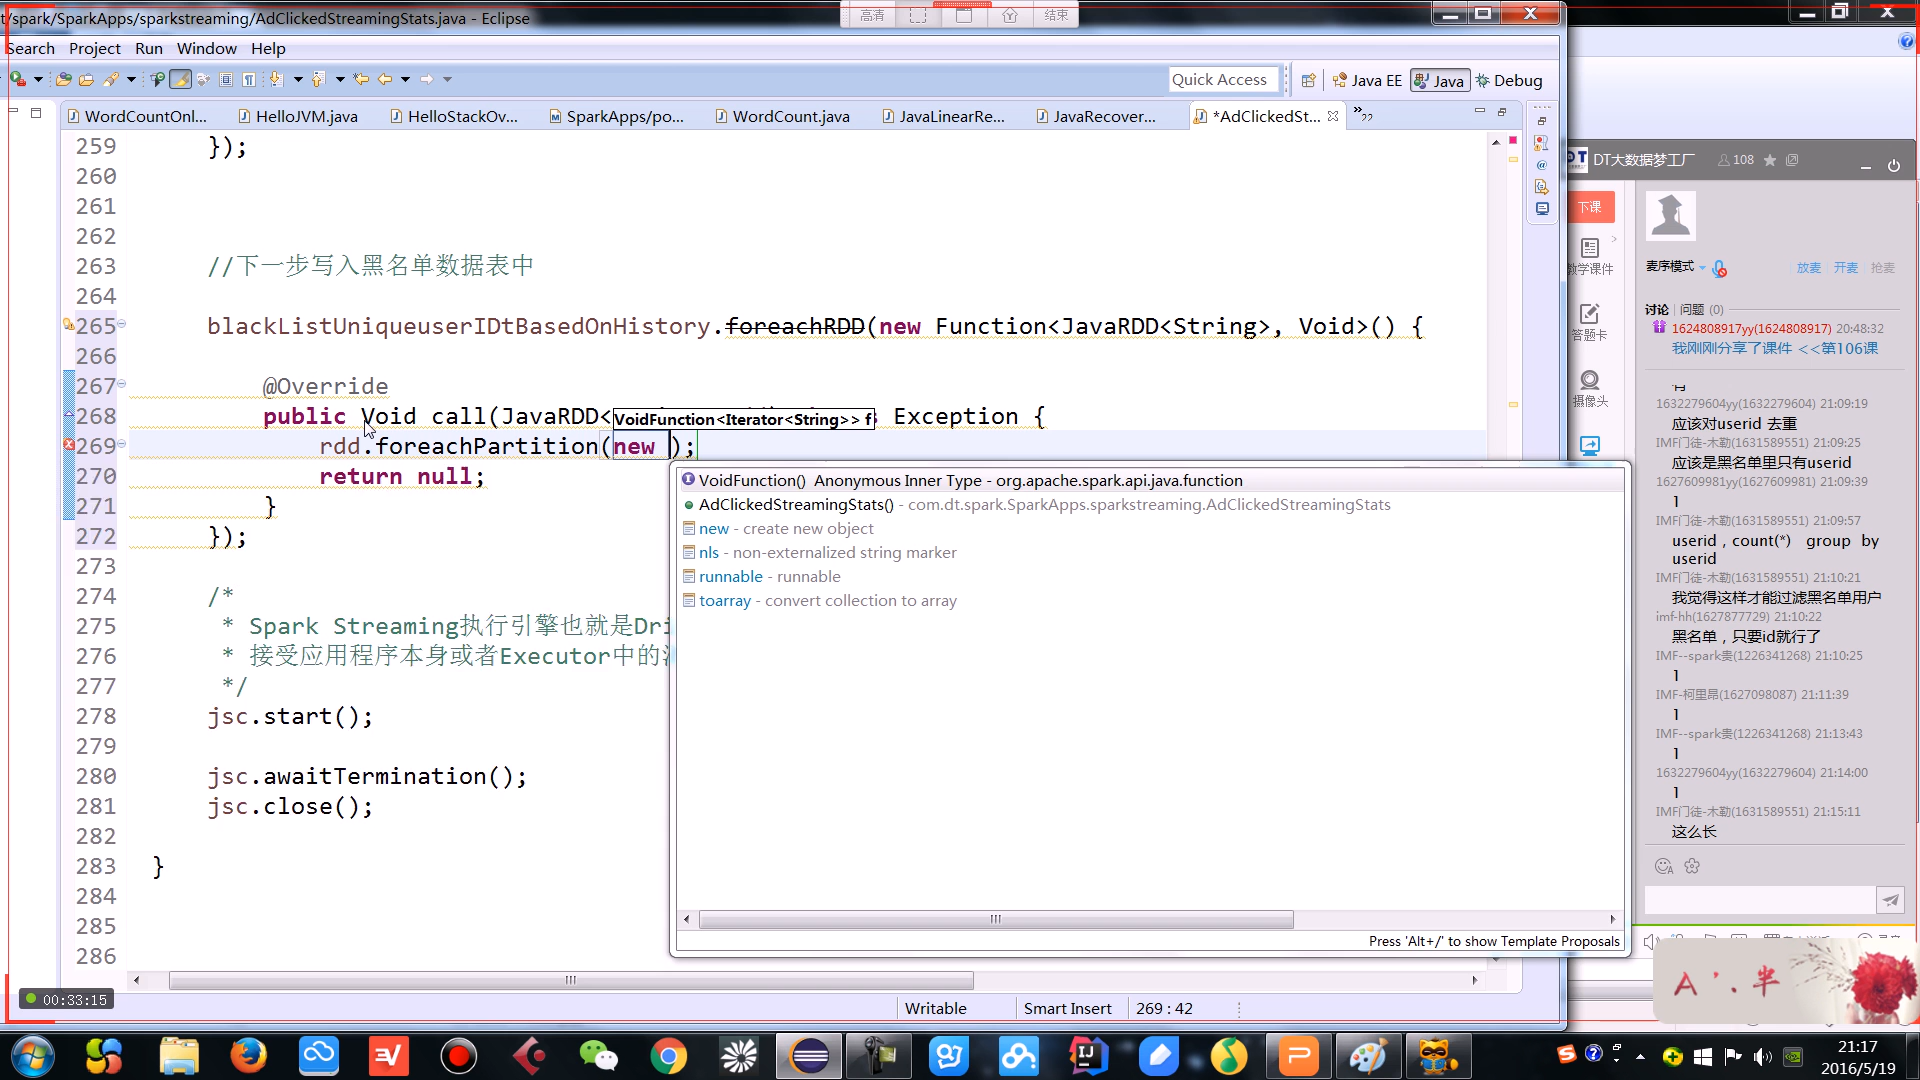 t/spark/SparkApps/sparkstreaming/AdClickedStreamingStats.java - Eclipse
高清
结束
Search Project Run Window Help
Quick Access
Java EE
Java
Debug
WordCountOnl...
HelloJVM.java
HelloStackOv...
SparkApps/po...
WordCount.java
JavaLinearRe...
JavaRecover...
*AdClickedSt...
»22
259 });
260
261
262
263 //下一步写入黑名单数据表中
264
265 blackListUniqueuserIDtBasedOnHistory.foreachRDD(new Function<JavaRDD<String>, Void>() {
266
267 @Override
268 public Void call(JavaRDD< Exception {
VoidFunction<Iterator<String>> f
269 rdd.foreachPartition(new );
270 return null;
271 }
272 });
273
274 /*
275 * Spark Streaming执行引擎也就是Dri
276 * 接受应用程序本身或者Executor中的
277 */
278 jsc.start();
279
280 jsc.awaitTermination();
281 jsc.close();
282
283 }
284
285
286
VoidFunction() Anonymous Inner Type - org.apache.spark.api.java.function
AdClickedStreamingStats() - com.dt.spark.SparkApps.sparkstreaming.AdClickedStreamingStats
new - create new object
nls - non-externalized string marker
runnable - runnable
toarray - convert collection to array
Press 'Alt+/' to show Template Proposals
Writable
Smart Insert
269 : 42
00:33:15
DT大数据梦工厂
108
下课
教学课件
答题卡
摄像头
麦序模式
放麦
开麦
抢麦
讨论
问题 (0)
1624808917yy(1624808917) 20:48:32
我刚刚分享了课件 <<第106课
1632279604yy(1632279604) 21:09:19
应该对userid 去重
IMF门徒-木勒(1631589551) 21:09:25
应该是黑名单里只有userid
1627609981yy(1627609981) 21:09:39
1
IMF门徒-木勒(1631589551) 21:09:57
userid , count(*) group by
userid
IMF门徒-木勒(1631589551) 21:10:21
我觉得这样才能过滤黑名单用户
imf-hh(1627877729) 21:10:22
黑名单，只要id就行了
IMF--spark贵(1226341268) 21:10:25
1
IMF-柯里昂(1627098087) 21:11:39
1
IMF--spark贵(1226341268) 21:13:43
1
1632279604yy(1632279604) 21:14:00
1
IMF门徒-木勒(1631589551) 21:15:11
这么长
21:17
2016/5/19